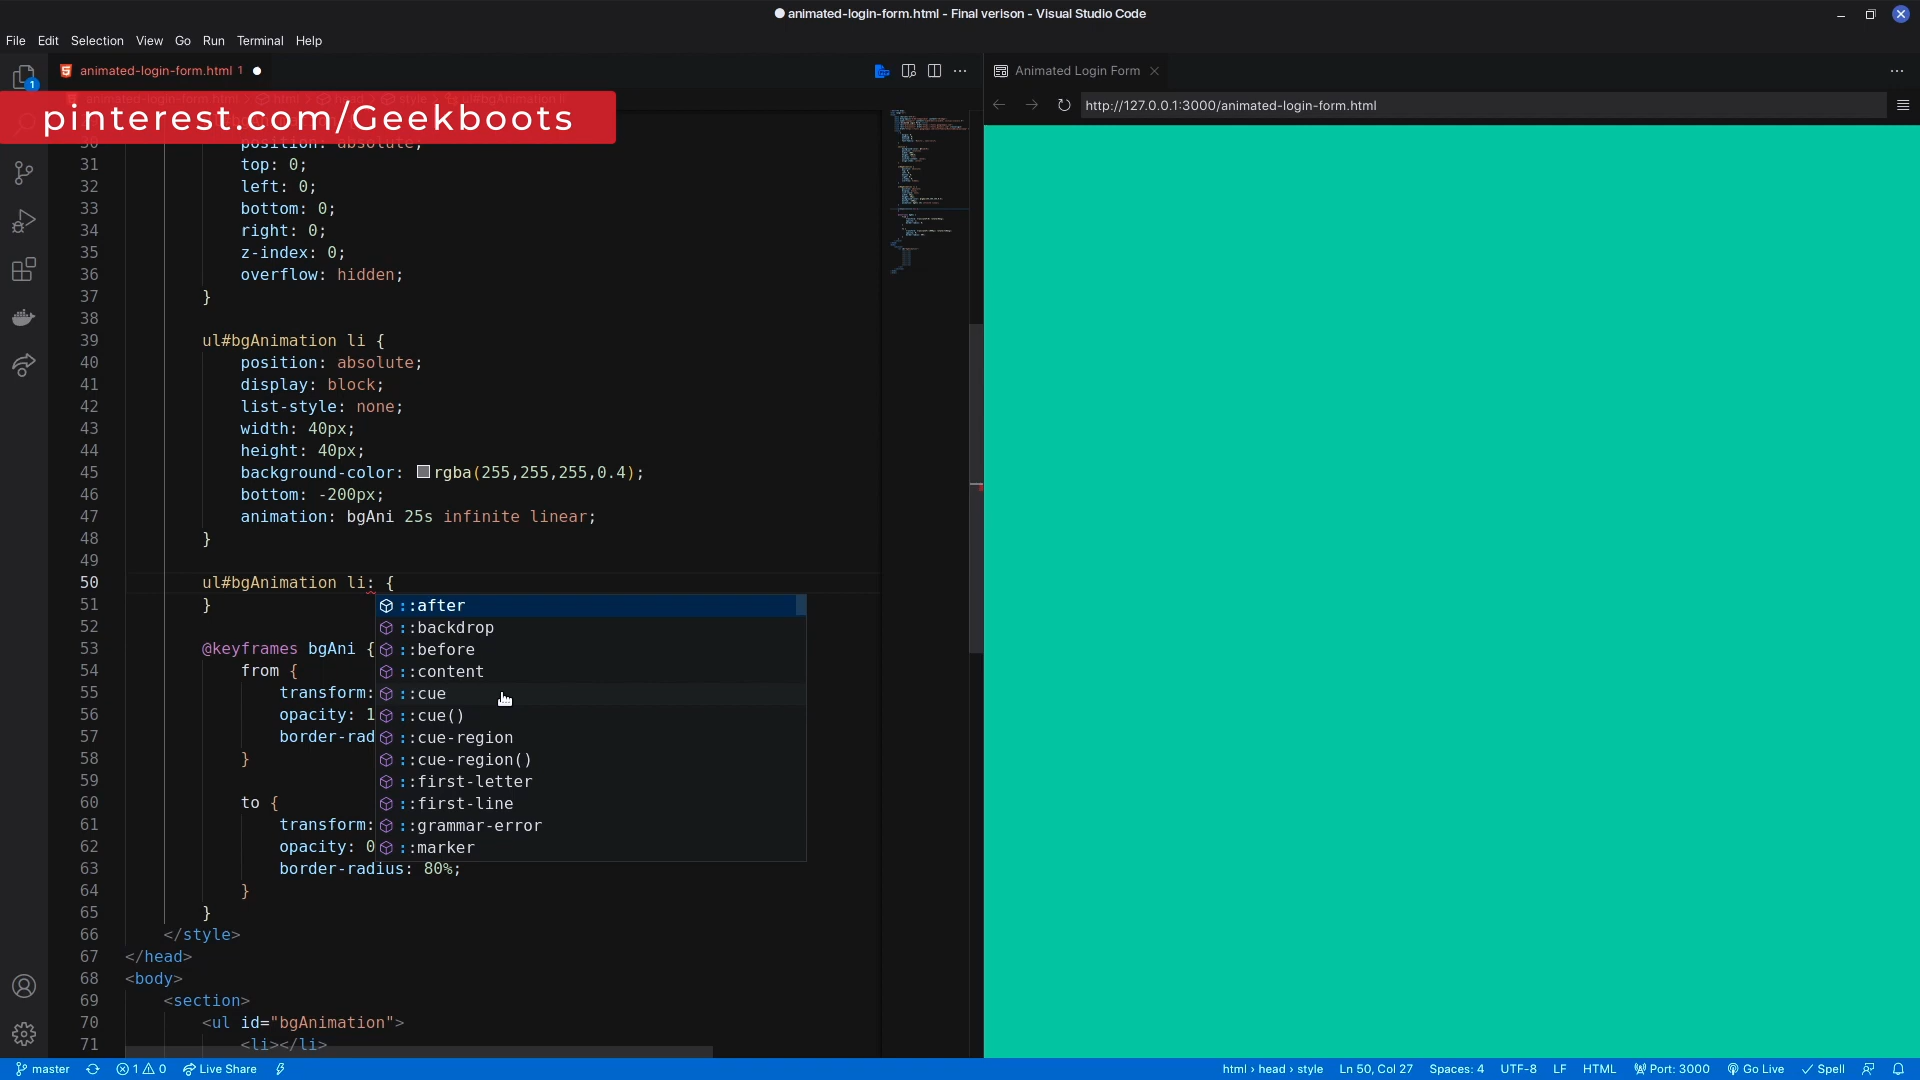 animated-login-form.html - Final verison - Visual Studio Code
File Edit Selection View Go Run Terminal Help
1
animated-login-form.html 1
Animated Login Form
http://127.0.0.1:3000/animated-login-form.html
pinterest.com/Geekboots
30 position: absolute;
31 top: 0;
32 left: 0;
33 bottom: 0;
34 right: 0;
35 z-index: 0;
36 overflow: hidden;
37 }
38
39 ul#bgAnimation li {
40 position: absolute;
41 display: block;
42 list-style: none;
43 width: 40px;
44 height: 40px;
45 background-color: rgba(255,255,255,0.4);
46 bottom: -200px;
47 animation: bgAni 25s infinite linear;
48 }
49
50 ul#bgAnimation li: {
51 }
::after
52
::backdrop
53 @keyframes bgAni {
::before
54 from {
::content
55 transform:
::cue
56 opacity: 1
::cue()
57 border-rad
::cue-region
58 }
::cue-region()
59
::first-letter
60 to {
::first-line
61 transform:
::grammar-error
62 opacity: 0
::marker
63 border-radius: 80%;
64 }
65 }
66 </style>
67 </head>
68 <body>
69 <section>
70 <ul id="bgAnimation">
71 <li></li>
master 1 0 Live Share html › head › style Ln 50, Col 27 Spaces: 4 UTF-8 LF HTML Port: 3000 Go Live Spell